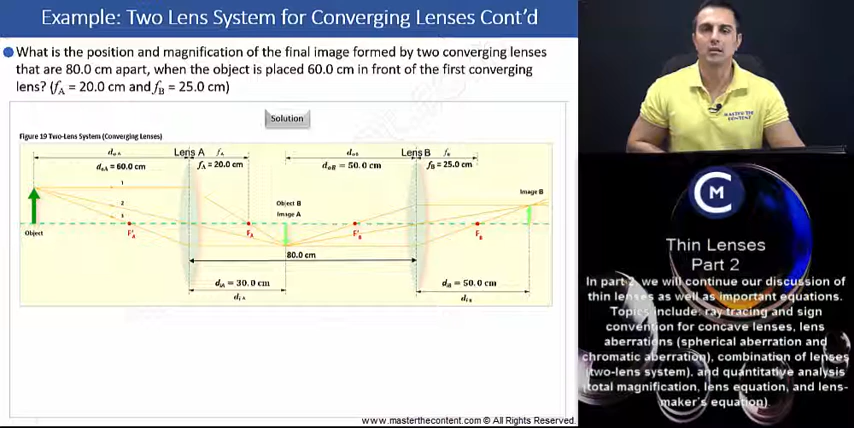 Example: Two Lens System for Converging Lenses Cont'd
What is the position and magnification of the final image formed by two converging lenses
that are 80.0 cm apart, when the object is placed 60.0 cm in front of the first converging
lens? (fA = 20.0 cm and fB = 25.0 cm)
Solution
Figure 19 Two-Lens System (Converging Lenses)
doA Lens A fA doB Lens B fB
doA = 60.0 cm fA = 20.0 cm doB = 50.0 cm fB = 25.0 cm
1
2
3
Object B
Image A
Image B
Object F'A FA F'B FB
80.0 cm
diA = 30.0 cm diB = 50.0 cm
diA diB
www.masterthecontent.com © All Rights Reserved.
MASTER THE
CONTENT
CM
Thin Lenses
Part 2
In part 2, we will continue our discussion of
thin lenses as well as important equations.
Topics include: ray tracing and sign
convention for concave lenses, lens
aberrations (spherical aberration and
chromatic aberration), combination of lenses
(two-lens system), and quantitative analysis
(total magnification, lens equation, and lens-
maker's equation)